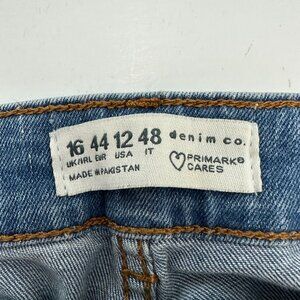 16 44 12 48 denim co.
UK/IRL EUR USA IT PRIMARK®
MADE IN PAKISTAN CARES